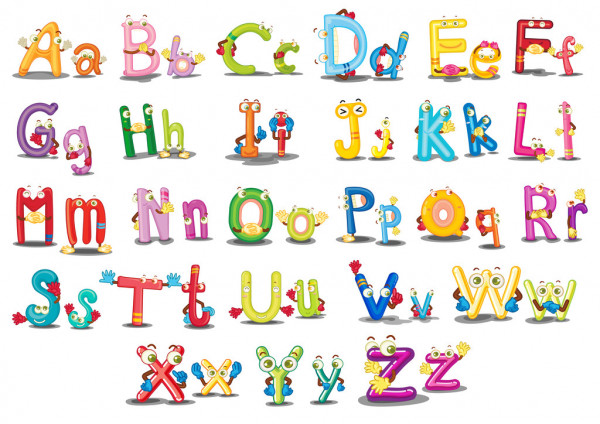 Aa Bb Cc Dd Ee Ff
Gg Hh Ii Jj Kk Ll
Mm Nn Oo Pp Qq Rr
Ss Tt Uu Vv Ww
Xx Yy Zz